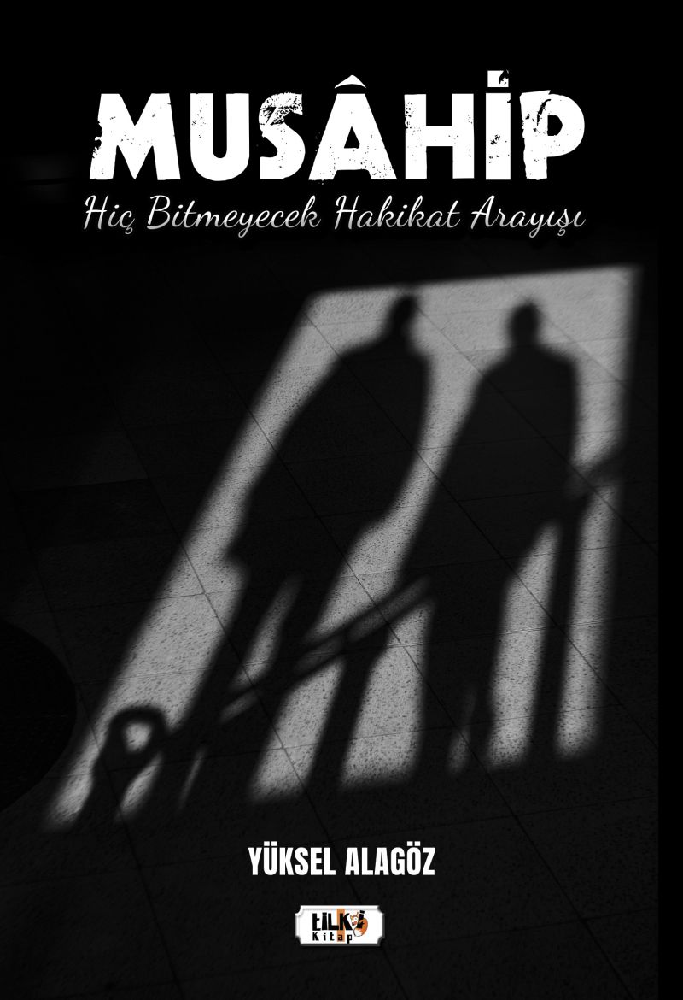 MUSÂHİP
Hiç Bitmeyecek Hakikat Arayışı
YÜKSEL ALAGÖZ
tiLKi
Kitap